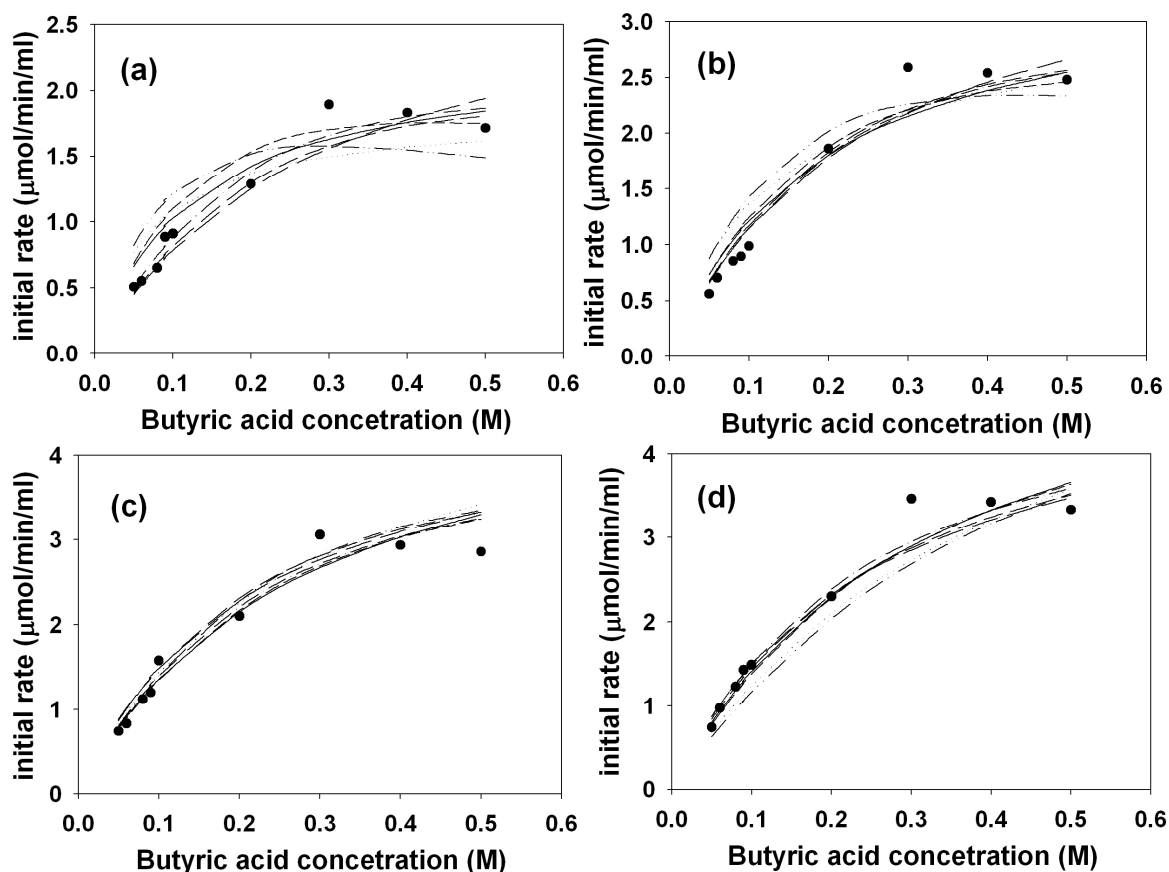 (a)
initial rate (μmol/min/ml)
2.5
2.0
1.5
1.0
0.5
0.0
0.0 0.1 0.2 0.3 0.4 0.5 0.6
Butyric acid concetration (M)
(b)
initial rate (μmol/min/ml)
3.0
2.5
2.0
1.5
1.0
0.5
0.0
0.0 0.1 0.2 0.3 0.4 0.5 0.6
Butyric acid concetration (M)
(c)
initial rate (μmol/min/ml)
4
3
2
1
0
0.0 0.1 0.2 0.3 0.4 0.5 0.6
Butyric acid concetration (M)
(d)
initial rate (μmol/min/ml)
4
3
2
1
0
0.0 0.1 0.2 0.3 0.4 0.5 0.6
Butyric acid concetration (M)